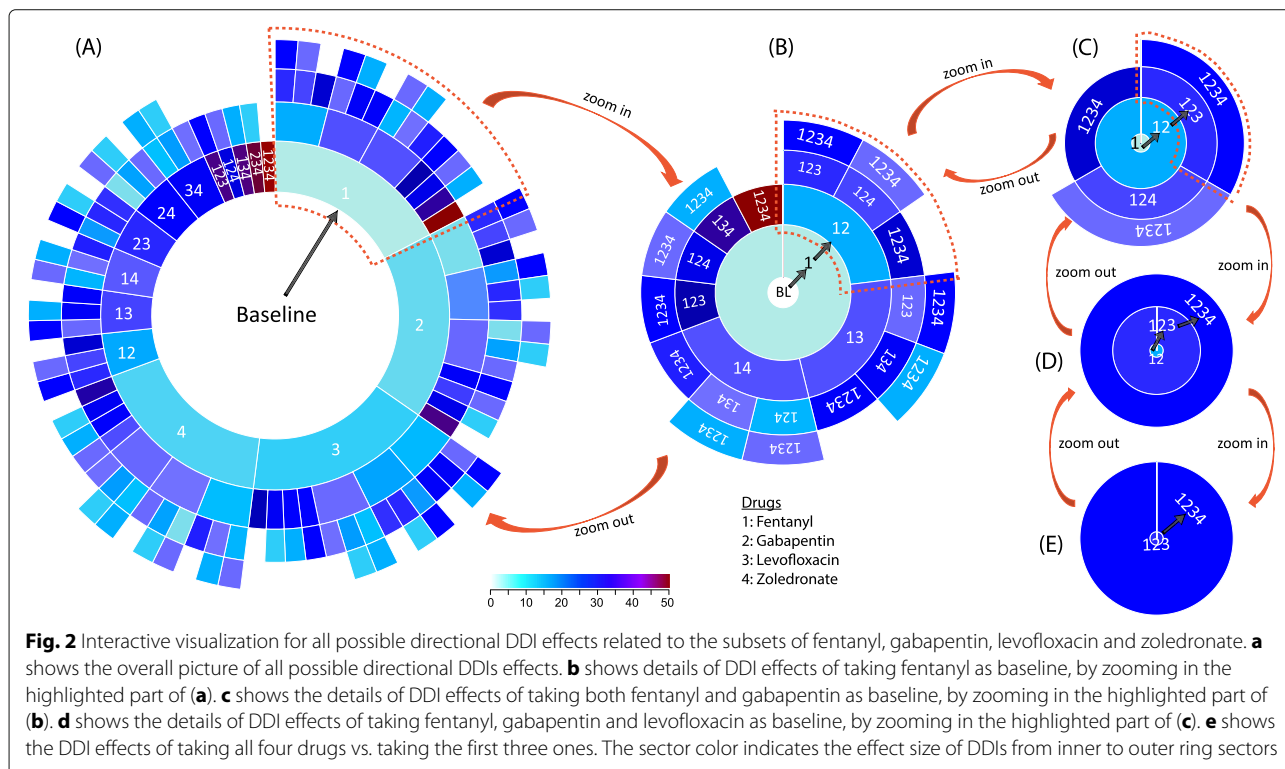 (A)
(B)
(C)
zoom in
zoom in
zoom out
1234
1234
1
12
123
124
1234
1
2
3
4
12
13
14
23
24
34
123
124
134
234
1234
Baseline
1234
1234
123
124
12
1234
1
BL
1234
134
1234
123
124
134
1234
1234
1234
123
1234
13
134
1234
1234
14
1234
134
124
1234
1234
zoom out
zoom in
(D)
123
1234
12
zoom out
zoom in
(E)
1234
123
zoom out
Drugs
1: Fentanyl
2: Gabapentin
3: Levofloxacin
4: Zoledronate
0 10 20 30 40 50
Fig. 2 Interactive visualization for all possible directional DDI effects related to the subsets of fentanyl, gabapentin, levofloxacin and zoledronate. a
shows the overall picture of all possible directional DDIs effects. b shows details of DDI effects of taking fentanyl as baseline, by zooming in the
highlighted part of (a). c shows the details of DDI effects of taking both fentanyl and gabapentin as baseline, by zooming in the highlighted part of
(b). d shows the details of DDI effects of taking fentanyl, gabapentin and levofloxacin as baseline, by zooming in the highlighted part of (c). e shows
the DDI effects of taking all four drugs vs. taking the first three ones. The sector color indicates the effect size of DDIs from inner to outer ring sectors